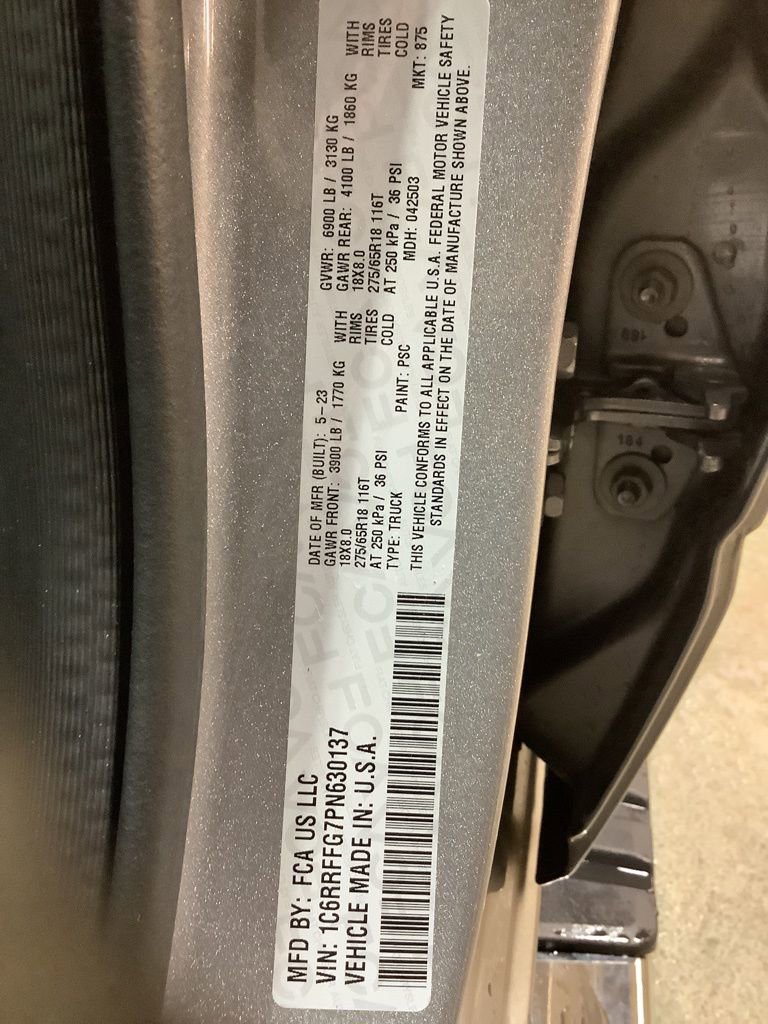 MFD BY: FCA US LLC
VIN: 1C6RRFFG7PN630137
VEHICLE MADE IN: U.S.A.
DATE OF MFR (BUILT): 5-23
GAWR FRONT: 3900 LB / 1770 KG WITH
18X8.0 RIMS
275/65R18 116T TIRES
AT 250 kPa / 36 PSI COLD
GVWR: 6900 LB / 3130 KG
GAWR REAR: 4100 LB / 1860 KG WITH
18X8.0 RIMS
275/65R18 116T TIRES
AT 250 kPa / 36 PSI COLD
TYPE: TRUCK PAINT: PSC MDH: 042503 MKT: 875
THIS VEHICLE CONFORMS TO ALL APPLICABLE U.S.A. FEDERAL MOTOR VEHICLE SAFETY
STANDARDS IN EFFECT ON THE DATE OF MANUFACTURE SHOWN ABOVE.
169
184